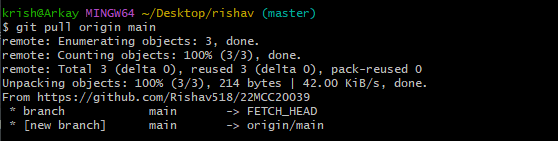 krish@Arkay MINGW64 ~/Desktop/rishav (master)
$ git pull origin main
remote: Enumerating objects: 3, done.
remote: Counting objects: 100% (3/3), done.
remote: Total 3 (delta 0), reused 3 (delta 0), pack-reused 0
Unpacking objects: 100% (3/3), 214 bytes | 42.00 KiB/s, done.
From https://github.com/Rishav518/22MCC20039
 * branch            main       -> FETCH_HEAD
 * [new branch]      main       -> origin/main